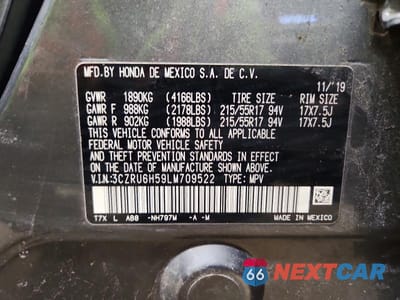 MFD.BY HONDA DE MEXICO S.A. DE C.V.
11/'19
GVWR 1890KG (4166LBS) TIRE SIZE RIM SIZE
GAWR F 988KG (2178LBS) 215/55R17 94V 17X7.5J
GAWR R 902KG (1988LBS) 215/55R17 94V 17X7.5J
THIS VEHICLE CONFORMS TO ALL APPLICABLE
FEDERAL MOTOR VEHICLE SAFETY, BUMPER,
AND THEFT PREVENTION STANDARDS IN EFFECT
ON THE DATE OF MANUFACTURE SHOWN ABOVE.
V.I.N:3CZRU6H59LM709522 TYPE: MPV
T7X L A00 -NH797M -A -M MADE IN MEXICO
66 NEXTCAR